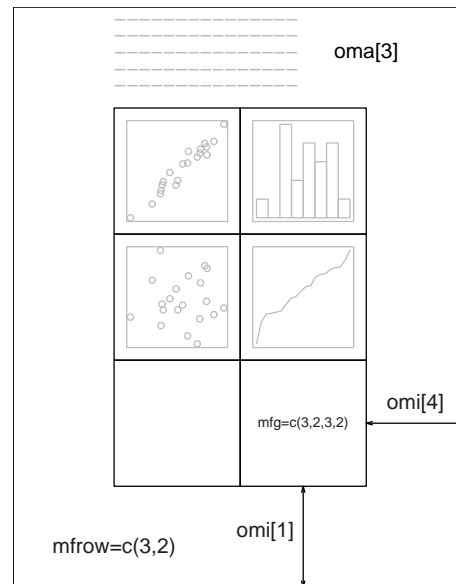 oma[3]
mfg=c(3,2,3,2)
omi[4]
omi[1]
mfrow=c(3,2)